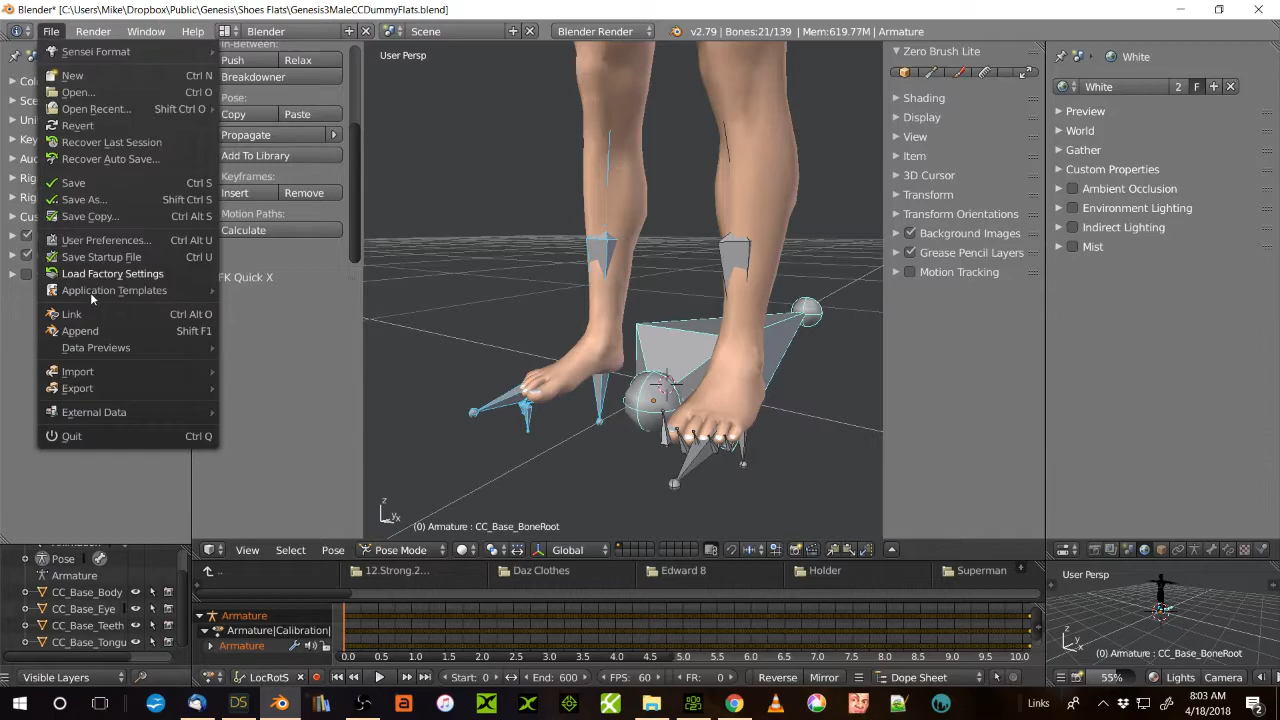 Blender* [C:\Users\Mike\Dropbox\Public\Genesis\Shoes Flats\Genesis3MaleCCDummyFlats.blend]
File Render Window Help Blender Scene Blender Render v2.79 | Bones:21/139 | Mem:619.77M | Armature
Sensei Format
New Ctrl N
Open... Ctrl O
Open Recent... Shift Ctrl O
Revert
Recover Last Session
Recover Auto Save...
Save Ctrl S
Save As... Shift Ctrl S
Save Copy... Ctrl Alt S
User Preferences... Ctrl Alt U
Save Startup File Ctrl U
Load Factory Settings
Application Templates
Link Ctrl Alt O
Append Shift F1
Data Previews
Import
Export
External Data
Quit Ctrl Q
In-Between:
Push Relax
Breakdowner
Pose:
Copy Paste
Propagate
Add To Library
Keyframes:
Insert Remove
Motion Paths:
Calculate
FK Quick X
User Persp
(0) Armature : CC_Base_BoneRoot
Zero Brush Lite
Shading
Display
View
Item
3D Cursor
Transform
Transform Orientations
Background Images
Grease Pencil Layers
Motion Tracking
White
White 2 F
Preview
World
Gather
Custom Properties
Ambient Occlusion
Environment Lighting
Indirect Lighting
Mist
View Select Pose Pose Mode Global
Pose
Armature
CC_Base_Body
CC_Base_Eye
CC_Base_Teeth
CC_Base_Tongu
.. 12.Strong.2... Daz Clothes Edward 8 Holder Superman
Armature
Armature|Calibration|
Armature
0.0 0.5 1.0 1.5 2.0 2.5 3.0 3.5 4.0 4.5 5.0 5.5 6.0 6.5 7.0 7.5 8.0 8.5 9.0 9.5 10.0
User Persp
(0) Armature : CC_Base_BoneRoot
Visible Layers LocRotS Start: 0 End: 600 FPS: 60 FR: 0 Reverse Mirror Dope Sheet 55% Lights Camera
Links 8:03 AM
4/18/2018
2